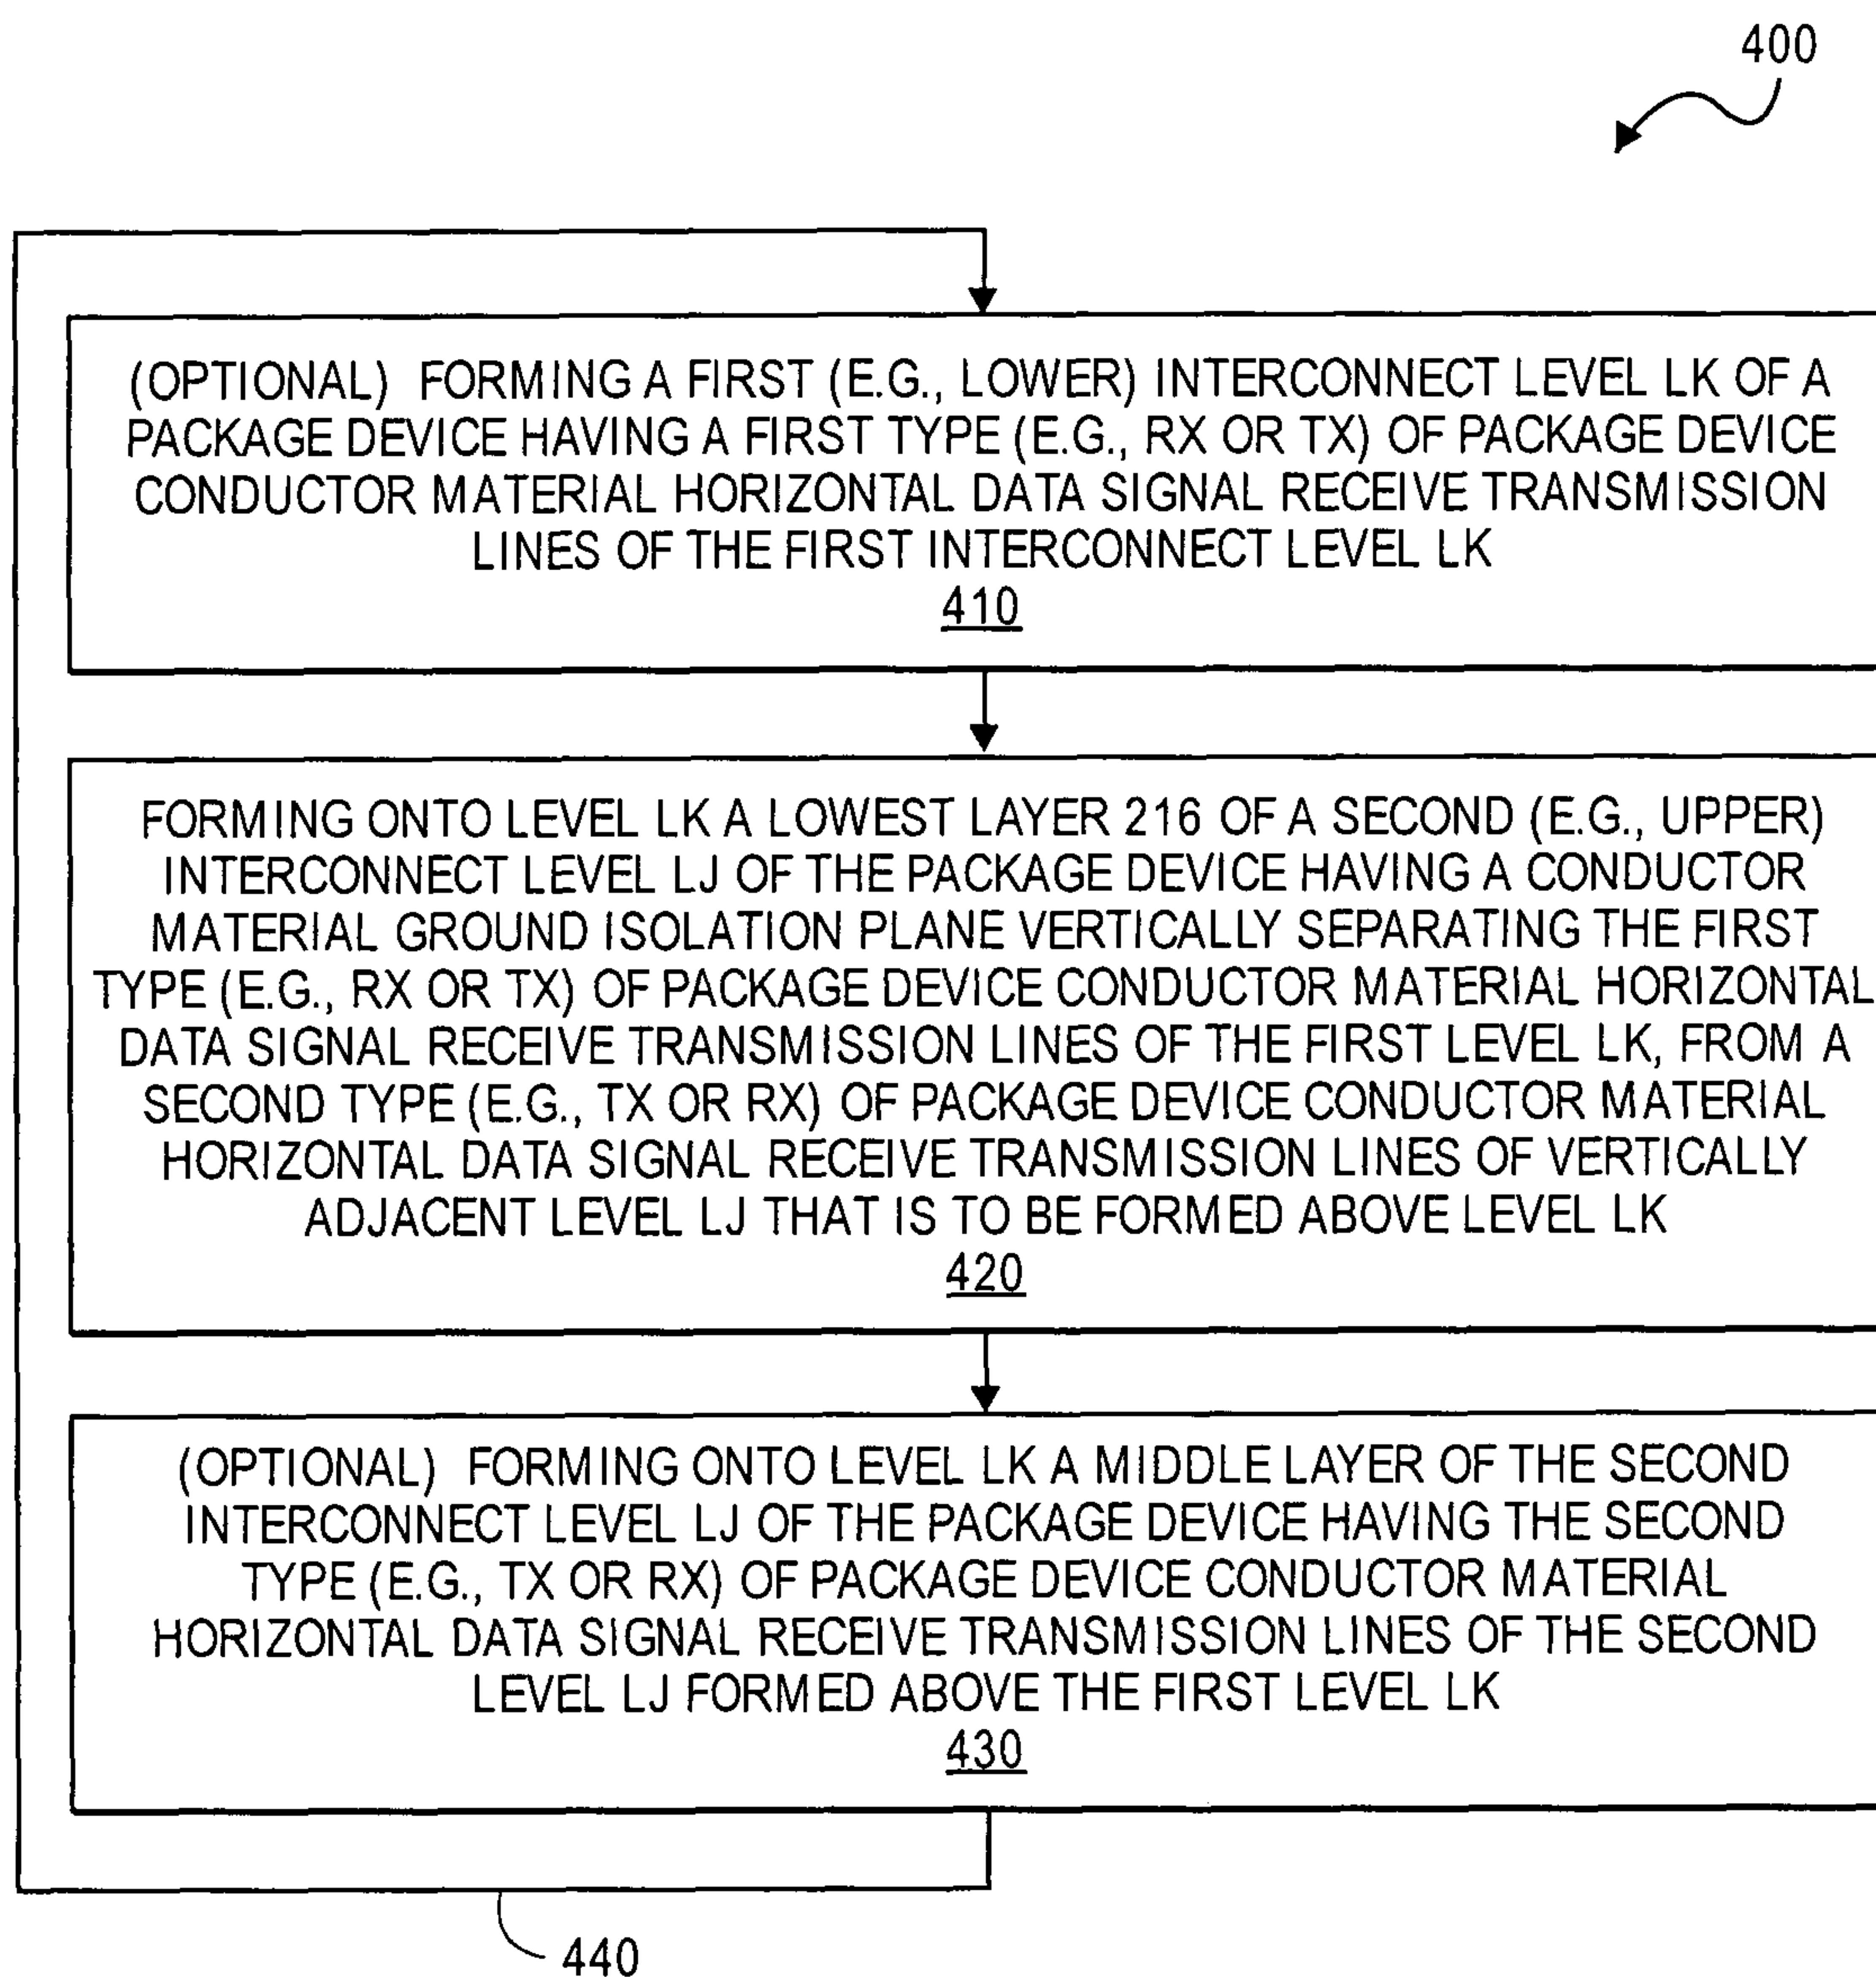 400
(OPTIONAL) FORMING A FIRST (E.G., LOWER) INTERCONNECT LEVEL LK OF A
PACKAGE DEVICE HAVING A FIRST TYPE (E.G., RX OR TX) OF PACKAGE DEVICE
CONDUCTOR MATERIAL HORIZONTAL DATA SIGNAL RECEIVE TRANSMISSION
LINES OF THE FIRST INTERCONNECT LEVEL LK
410
FORMING ONTO LEVEL LK A LOWEST LAYER 216 OF A SECOND (E.G., UPPER)
INTERCONNECT LEVEL LJ OF THE PACKAGE DEVICE HAVING A CONDUCTOR
MATERIAL GROUND ISOLATION PLANE VERTICALLY SEPARATING THE FIRST
TYPE (E.G., RX OR TX) OF PACKAGE DEVICE CONDUCTOR MATERIAL HORIZONTAL
DATA SIGNAL RECEIVE TRANSMISSION LINES OF THE FIRST LEVEL LK, FROM A
SECOND TYPE (E.G., TX OR RX) OF PACKAGE DEVICE CONDUCTOR MATERIAL
HORIZONTAL DATA SIGNAL RECEIVE TRANSMISSION LINES OF VERTICALLY
ADJACENT LEVEL LJ THAT IS TO BE FORMED ABOVE LEVEL LK
420
(OPTIONAL) FORMING ONTO LEVEL LK A MIDDLE LAYER OF THE SECOND
INTERCONNECT LEVEL LJ OF THE PACKAGE DEVICE HAVING THE SECOND
TYPE (E.G., TX OR RX) OF PACKAGE DEVICE CONDUCTOR MATERIAL
HORIZONTAL DATA SIGNAL RECEIVE TRANSMISSION LINES OF THE SECOND
LEVEL LJ FORMED ABOVE THE FIRST LEVEL LK
430
440